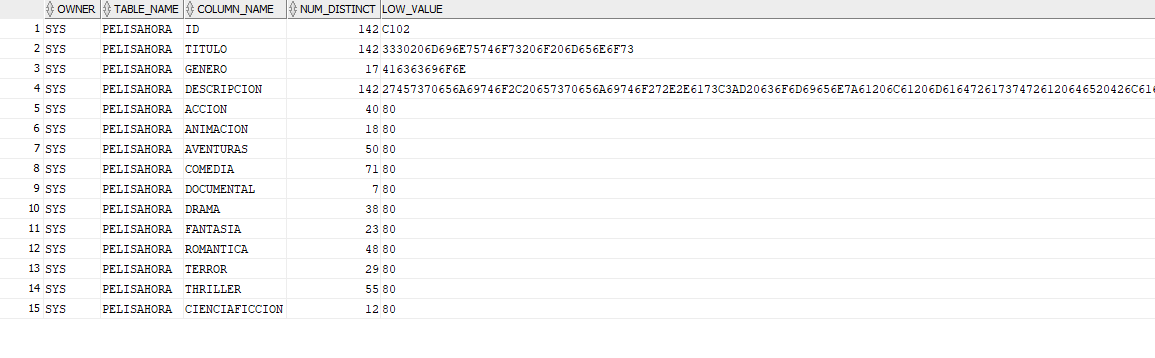 OWNER TABLE_NAME COLUMN_NAME NUM_DISTINCT LOW_VALUE
1 SYS PELISAHORA ID 142 C102
2 SYS PELISAHORA TITULO 142 3330206D696E75746F73206F206D656E6F73
3 SYS PELISAHORA GENERO 17 416363696F6E
4 SYS PELISAHORA DESCRIPCION 142 27457370656A69746F2C20657370656A69746F272E2E6173C3AD20636F6D69656E7A61206C61206D616472617374726120646520426C616
5 SYS PELISAHORA ACCION 40 80
6 SYS PELISAHORA ANIMACION 18 80
7 SYS PELISAHORA AVENTURAS 50 80
8 SYS PELISAHORA COMEDIA 71 80
9 SYS PELISAHORA DOCUMENTAL 7 80
10 SYS PELISAHORA DRAMA 38 80
11 SYS PELISAHORA FANTASIA 23 80
12 SYS PELISAHORA ROMANTICA 48 80
13 SYS PELISAHORA TERROR 29 80
14 SYS PELISAHORA THRILLER 55 80
15 SYS PELISAHORA CIENCIAFICCION 12 80